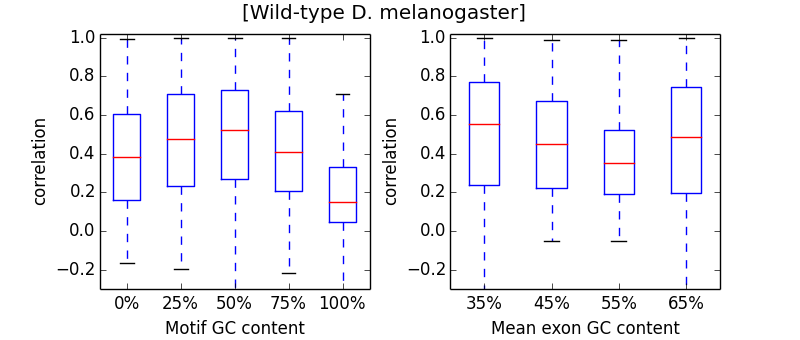 [Wild-type D. melanogaster]
1.0
0.8
0.6
0.4
0.2
0.0
−0.2
correlation
0% 25% 50% 75% 100%
Motif GC content
1.0
0.8
0.6
0.4
0.2
0.0
−0.2
correlation
35% 45% 55% 65%
Mean exon GC content